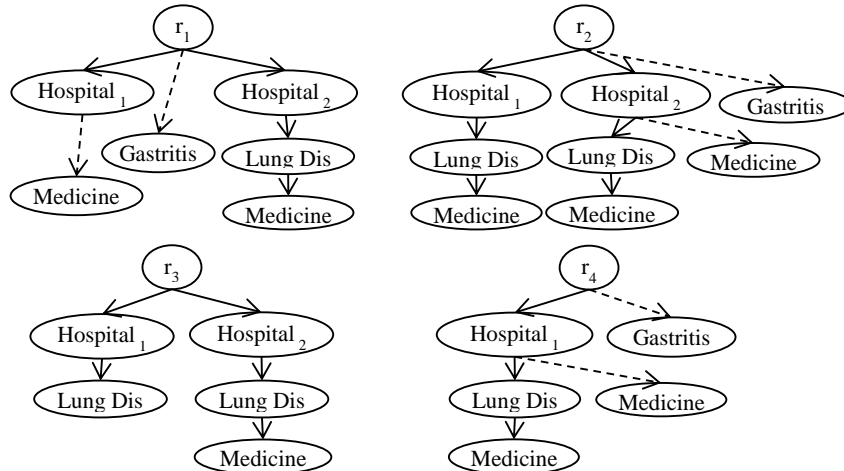 r1
r2
Hospital 1
Hospital 2
Hospital 1
Hospital 2
Gastritis
Gastritis
Lung Dis
Lung Dis
Lung Dis
Medicine
Medicine
Medicine
Medicine
Medicine
r3
r4
Hospital 1
Hospital 2
Hospital 1
Gastritis
Lung Dis
Lung Dis
Lung Dis
Medicine
Medicine
Medicine